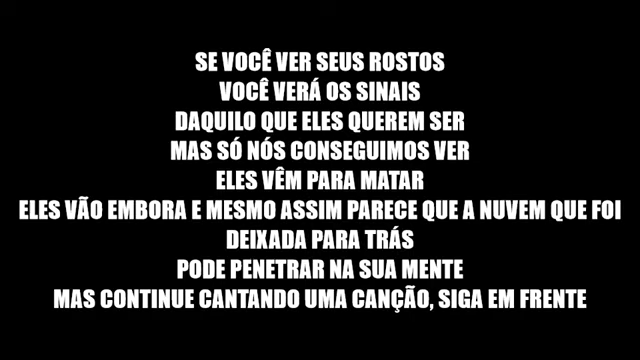 SE VOCÊ VER SEUS ROSTOS
VOCÊ VERÁ OS SINAIS
DAQUILO QUE ELES QUEREM SER
MAS SÓ NÓS CONSEGUIMOS VER
ELES VÊM PARA MATAR
ELES VÃO EMBORA E MESMO ASSIM PARECE QUE A NUVEM QUE FOI
DEIXADA PARA TRÁS
PODE PENETRAR NA SUA MENTE
MAS CONTINUE CANTANDO UMA CANÇÃO, SIGA EM FRENTE